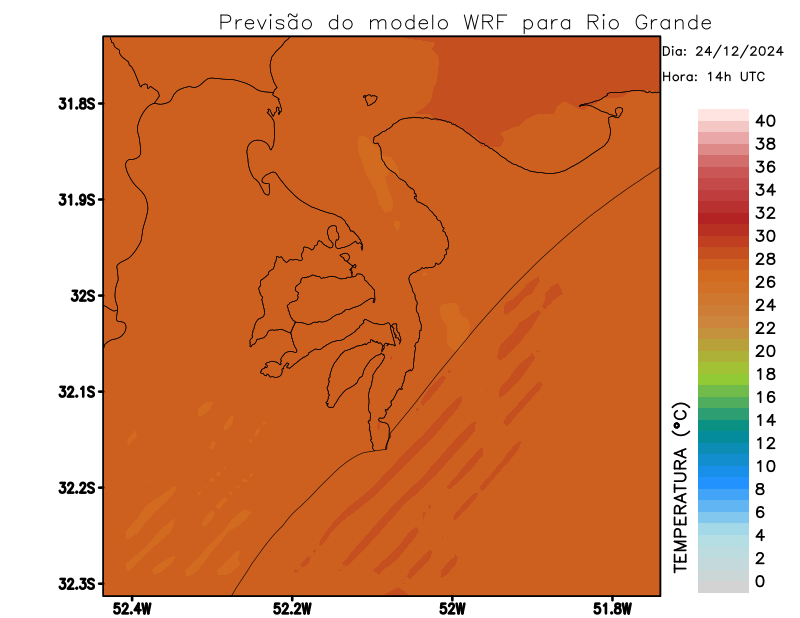 Previsão do modelo WRF para Rio Grande
Dia: 24/12/2024
Hora: 14h UTC
31.8S
31.9S
32S
32.1S
32.2S
32.3S
52.4W
52.2W
52W
51.8W
TEMPERATURA (°C)
40
38
36
34
32
30
28
26
24
22
20
18
16
14
12
10
8
6
4
2
0